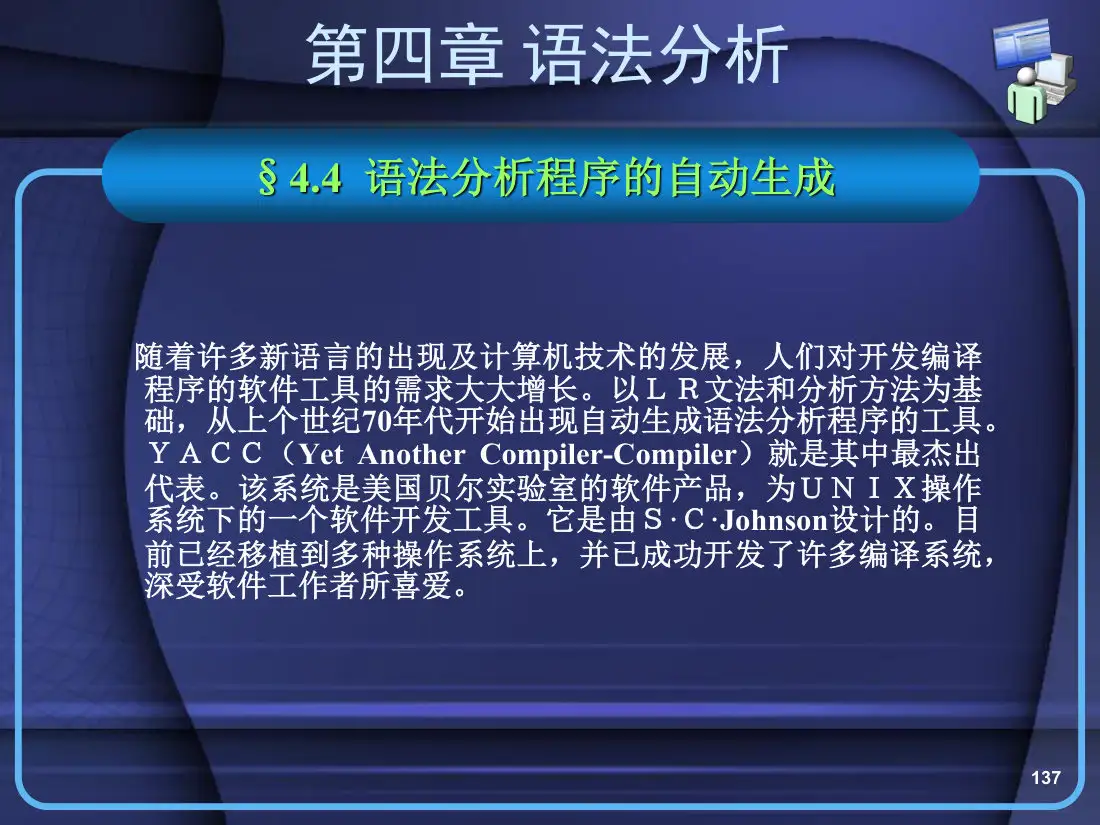 第四章 语法分析
§4.4 语法分析程序的自动生成
随着许多新语言的出现及计算机技术的发展，人们对开发编译
程序的软件工具的需求大大增长。以ＬＲ文法和分析方法为基
础，从上个世纪70年代开始出现自动生成语法分析程序的工具。
ＹＡＣＣ（Yet Another Compiler-Compiler）就是其中最杰出
代表。该系统是美国贝尔实验室的软件产品，为ＵＮＩＸ操作
系统下的一个软件开发工具。它是由Ｓ·Ｃ·Johnson设计的。目
前已经移植到多种操作系统上，并已成功开发了许多编译系统，
深受软件工作者所喜爱。
137